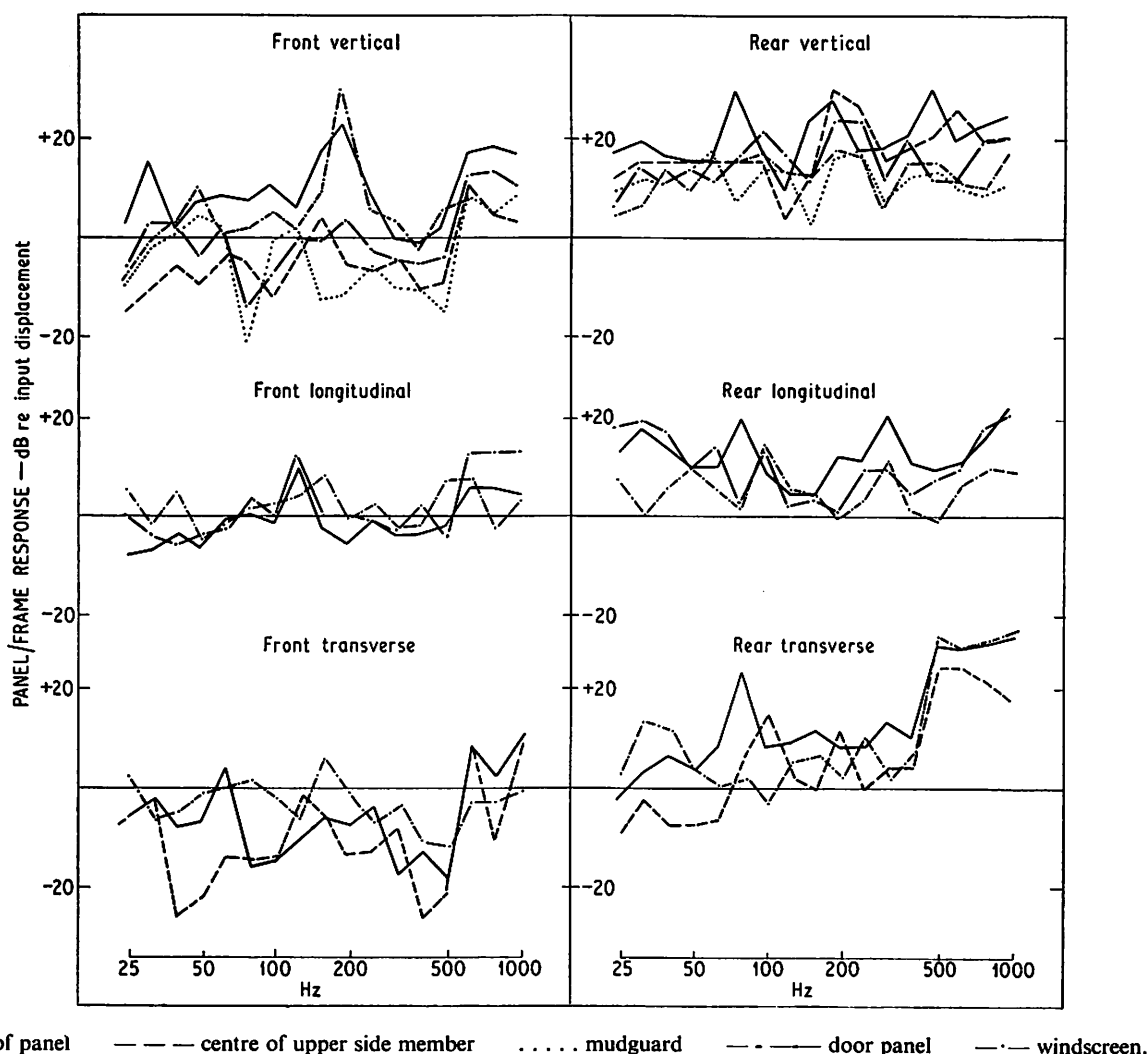 Front vertical
Rear vertical
+20
+20
-20
-20
PANEL/FRAME RESPONSE — dB re input displacement
Front longitudinal
Rear longitudinal
+20
+20
-20
-20
Front transverse
Rear transverse
+20
+20
-20
-20
25 50 100 200 500 1000
25 50 100 200 500 1000
Hz
Hz
of panel — — — centre of upper side member ..... mudguard — - — door panel — · — windscreen.